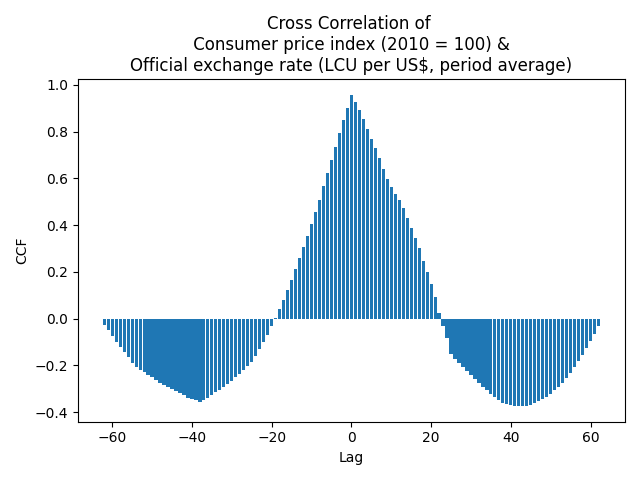 Cross Correlation of
Consumer price index (2010 = 100) &
Official exchange rate (LCU per US$, period average)
1.0
0.8
0.6
0.4
0.2
0.0
−0.2
−0.4
CCF
−60 −40 −20 0 20 40 60
Lag